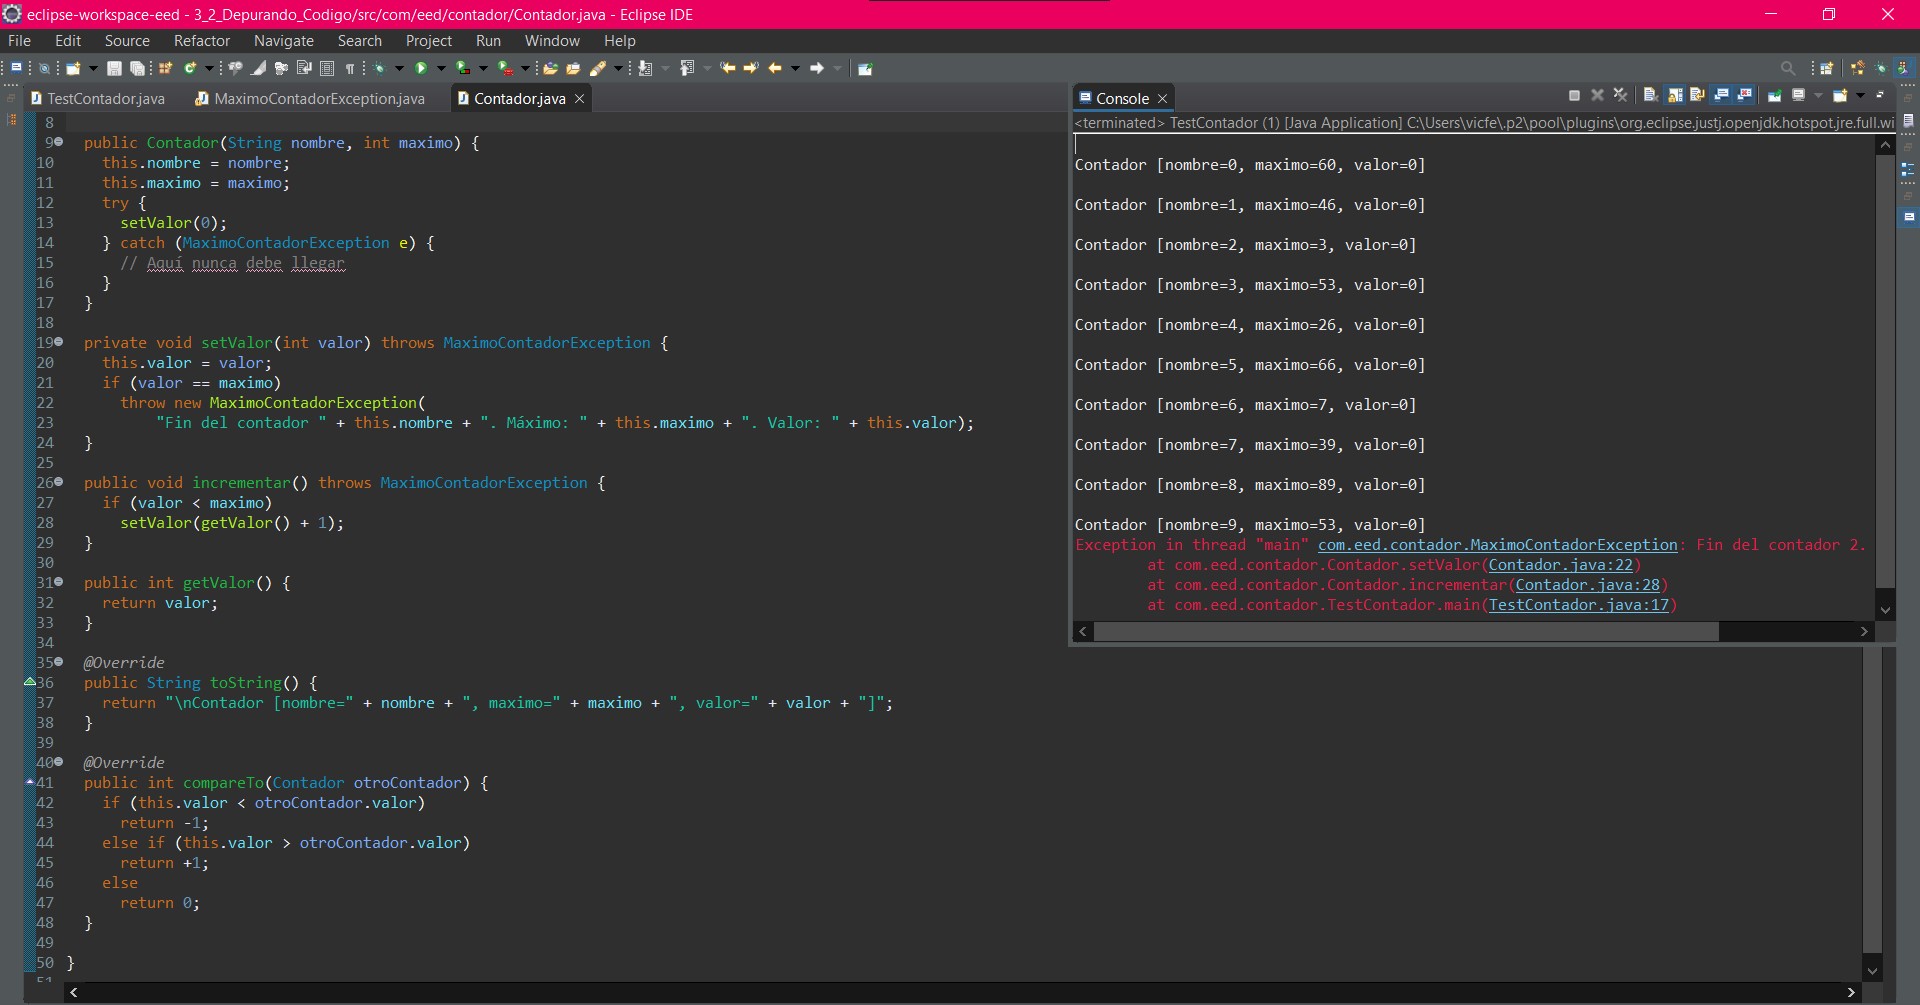 eclipse-workspace-eed - 3_2_Depurando_Codigo/src/com/eed/contador/Contador.java - Eclipse IDE
File Edit Source Refactor Navigate Search Project Run Window Help
TestContador.java MaximoContadorException.java Contador.java
8
9 public Contador(String nombre, int maximo) {
10 this.nombre = nombre;
11 this.maximo = maximo;
12 try {
13 setValor(0);
14 } catch (MaximoContadorException e) {
15 // Aquí nunca debe llegar
16 }
17 }
18
19 private void setValor(int valor) throws MaximoContadorException {
20 this.valor = valor;
21 if (valor == maximo)
22 throw new MaximoContadorException(
23 "Fin del contador " + this.nombre + ". Máximo: " + this.maximo + ". Valor: " + this.valor);
24 }
25
26 public void incrementar() throws MaximoContadorException {
27 if (valor < maximo)
28 setValor(getValor() + 1);
29 }
30
31 public int getValor() {
32 return valor;
33 }
34
35 @Override
36 public String toString() {
37 return "\nContador [nombre=" + nombre + ", maximo=" + maximo + ", valor=" + valor + "]";
38 }
39
40 @Override
41 public int compareTo(Contador otroContador) {
42 if (this.valor < otroContador.valor)
43 return -1;
44 else if (this.valor > otroContador.valor)
45 return +1;
46 else
47 return 0;
48 }
49
50 }
51
Console
<terminated> TestContador (1) [Java Application] C:\Users\vicfe\.p2\pool\plugins\org.eclipse.justj.openjdk.hotspot.jre.full.wi
Contador [nombre=0, maximo=60, valor=0]
Contador [nombre=1, maximo=46, valor=0]
Contador [nombre=2, maximo=3, valor=0]
Contador [nombre=3, maximo=53, valor=0]
Contador [nombre=4, maximo=26, valor=0]
Contador [nombre=5, maximo=66, valor=0]
Contador [nombre=6, maximo=7, valor=0]
Contador [nombre=7, maximo=39, valor=0]
Contador [nombre=8, maximo=89, valor=0]
Contador [nombre=9, maximo=53, valor=0]
Exception in thread "main" com.eed.contador.MaximoContadorException: Fin del contador 2.
at com.eed.contador.Contador.setValor(Contador.java:22)
at com.eed.contador.Contador.incrementar(Contador.java:28)
at com.eed.contador.TestContador.main(TestContador.java:17)